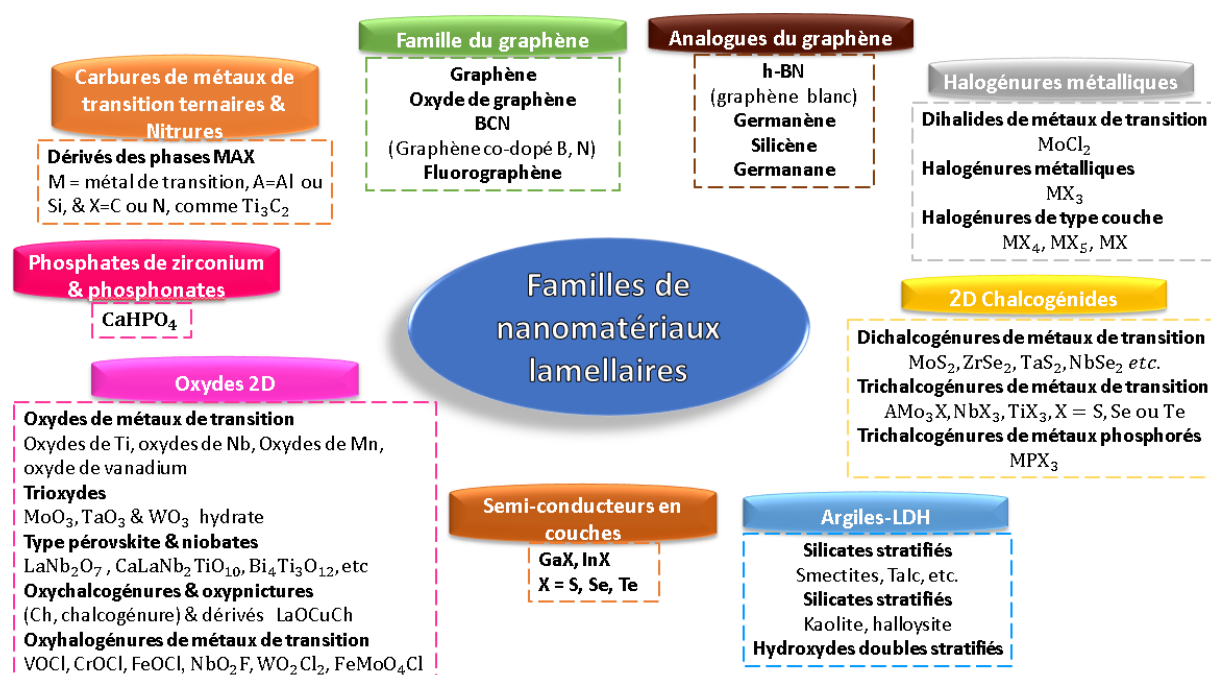 Famille du graphène
Graphène
Oxyde de graphène
BCN
(Graphène co-dopé B, N)
Fluorographène
Analogues du graphène
h-BN
(graphène blanc)
Germanène
Silicène
Germanane
Carbures de métaux de
transition ternaires &
Nitrures
Dérivés des phases MAX
M = métal de transition, A=Al ou
Si, & X=C ou N, comme Ti₃C₂
Halogénures métalliques
Dihalides de métaux de transition
MoCl₂
Halogénures métalliques
MX₃
Halogénures de type couche
MX₄, MX₅, MX
Phosphates de zirconium
& phosphonates
CaHPO₄
Familles de
nanomatériaux
lamellaires
2D Chalcogénides
Dichalcogénures de métaux de transition
MoS₂, ZrSe₂, TaS₂, NbSe₂ etc.
Trichalcogénures de métaux de transition
AMo₃X, NbX₃, TiX₃, X = S, Se ou Te
Trichalcogénures de métaux phosphorés
MPX₃
Oxydes 2D
Oxydes de métaux de transition
Oxydes de Ti, oxydes de Nb, Oxydes de Mn,
oxyde de vanadium
Trioxydes
MoO₃, TaO₃ & WO₃ hydrate
Type pérovskite & niobates
LaNb₂O₇, CaLaNb₂TiO₁₀, Bi₄Ti₃O₁₂, etc
Oxychalcogénures & oxypnictures
(Ch, chalcogénure) & dérivés LaOCuCh
Oxyhalogénures de métaux de transition
VOCl, CrOCl, FeOCl, NbO₂F, WO₂Cl₂, FeMoO₄Cl
Semi-conducteurs en
couches
GaX, InX
X = S, Se, Te
Argiles-LDH
Silicates stratifiés
Smectites, Talc, etc.
Silicates stratifiés
Kaolite, halloysite
Hydroxydes doubles stratifiés